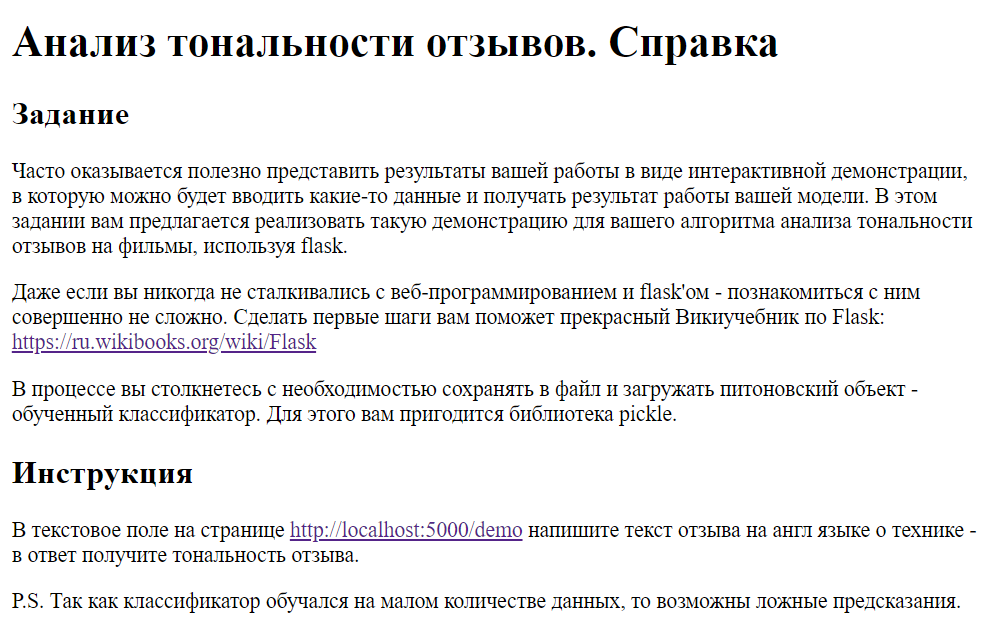 Анализ тональности отзывов. Справка
Задание
Часто оказывается полезно представить результаты вашей работы в виде интерактивной демонстрации,
в которую можно будет вводить какие-то данные и получать результат работы вашей модели. В этом
задании вам предлагается реализовать такую демонстрацию для вашего алгоритма анализа тональности
отзывов на фильмы, используя flask.
Даже если вы никогда не сталкивались с веб-программированием и flask'ом - познакомиться с ним
совершенно не сложно. Сделать первые шаги вам поможет прекрасный Викиучебник по Flask:
https://ru.wikibooks.org/wiki/Flask
В процессе вы столкнетесь с необходимостью сохранять в файл и загружать питоновский объект -
обученный классификатор. Для этого вам пригодится библиотека pickle.
Инструкция
В текстовое поле на странице http://localhost:5000/demo напишите текст отзыва на англ языке о технике -
в ответ получите тональность отзыва.
P.S. Так как классификатор обучался на малом количестве данных, то возможны ложные предсказания.